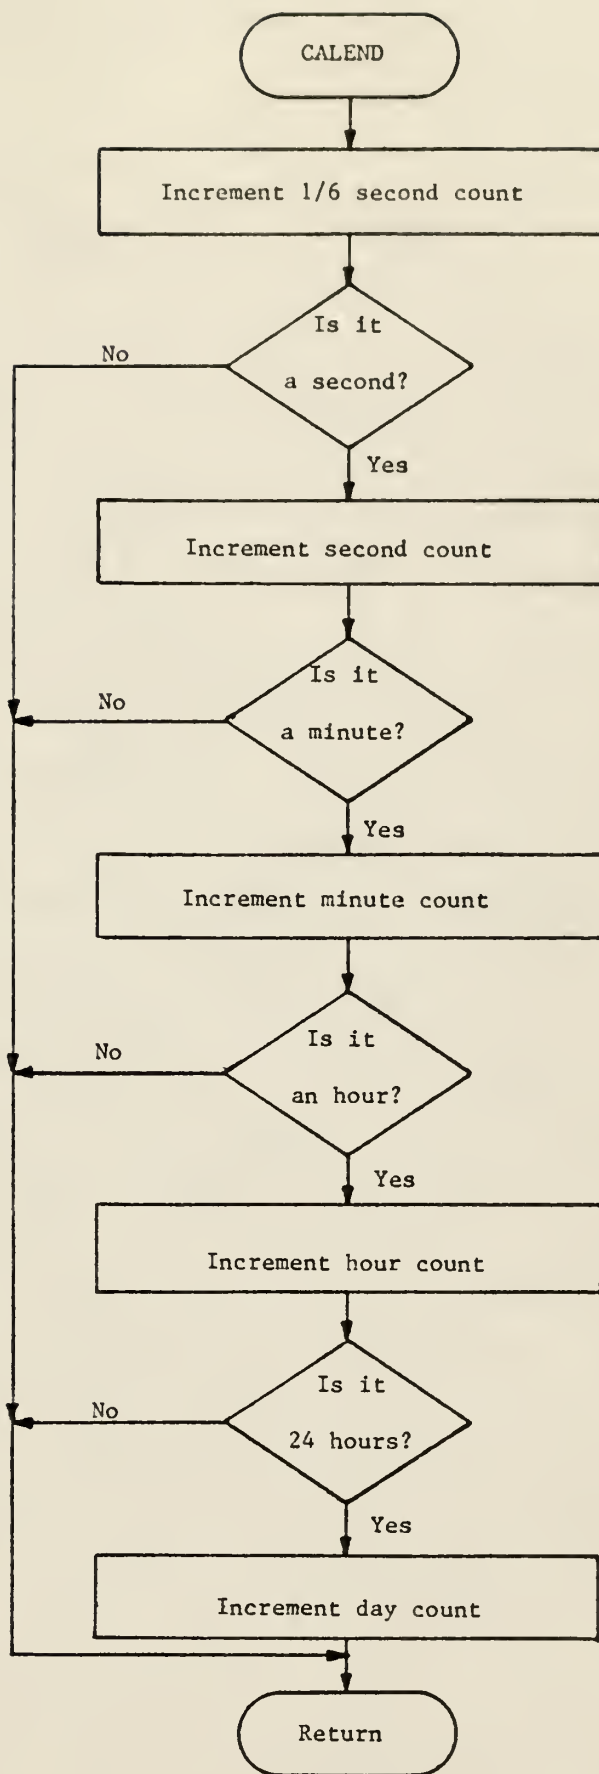 CALEND
Increment 1/6 second count
Is it
a second?
No
Yes
Increment second count
Is it
a minute?
No
Yes
Increment minute count
Is it
an hour?
No
Yes
Increment hour count
Is it
24 hours?
No
Yes
Increment day count
Return